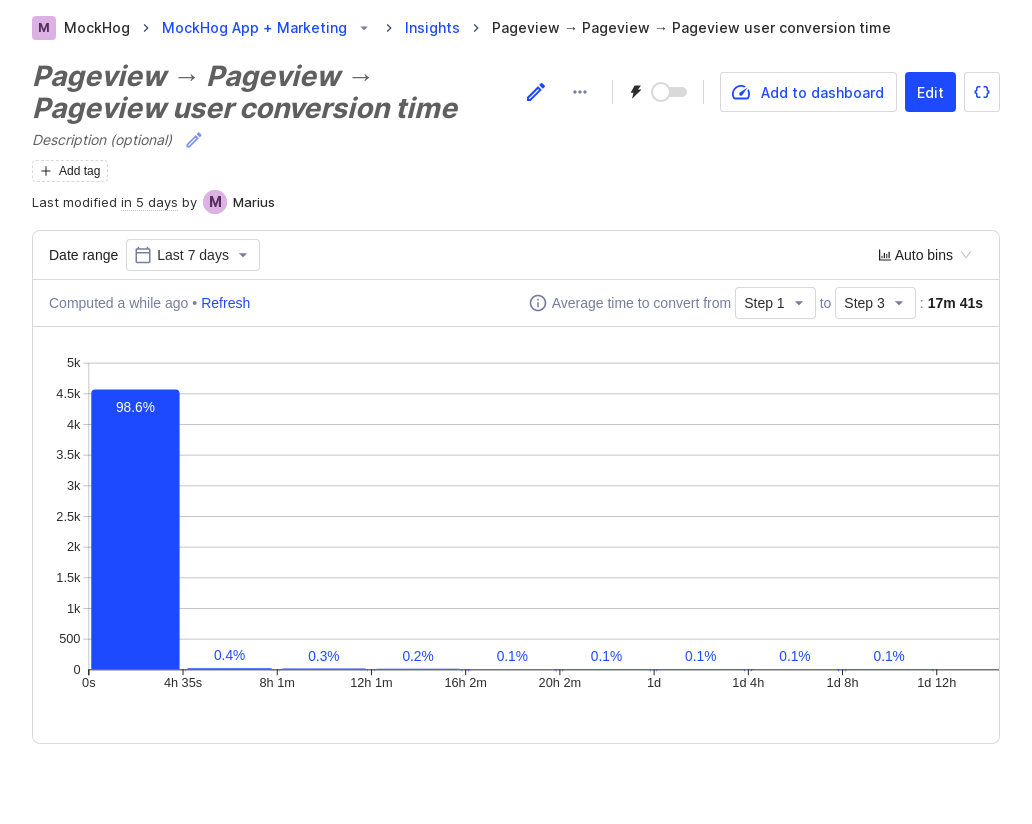 M MockHog MockHog App + Marketing Insights Pageview → Pageview → Pageview user conversion time
Pageview → Pageview →
Pageview user conversion time
Add to dashboard Edit {}
Description (optional)
+ Add tag
Last modified in 5 days by M Marius
Date range Last 7 days Auto bins
Computed a while ago • Refresh Average time to convert from Step 1 to Step 3 : 17m 41s
5k
4.5k
98.6%
4k
3.5k
3k
2.5k
2k
1.5k
1k
500
0.4% 0.3% 0.2% 0.1% 0.1% 0.1% 0.1% 0.1%
0
0s 4h 35s 8h 1m 12h 1m 16h 2m 20h 2m 1d 1d 4h 1d 8h 1d 12h